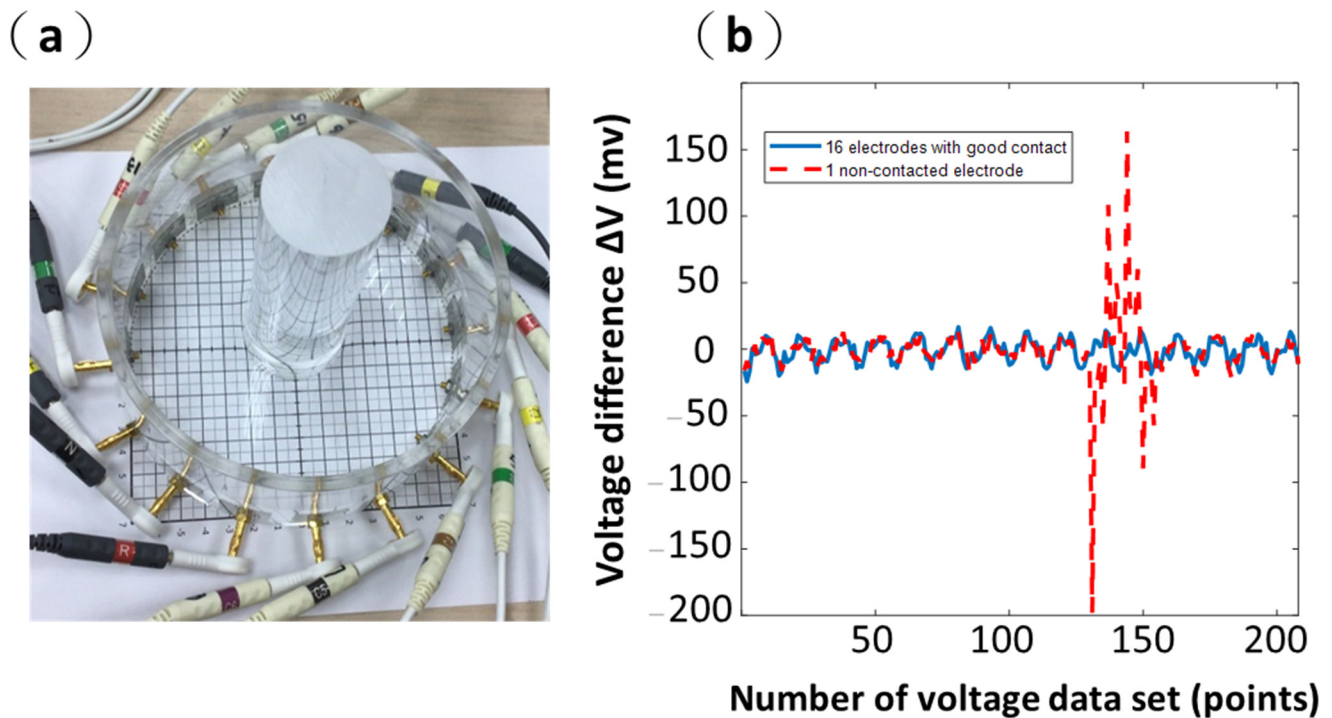 （a）
（b）
Voltage difference ΔV (mv)
150
100
50
0
−50
−100
−150
−200
16 electrodes with good contact
1 non-contacted electrode
50
100
150
200
Number of voltage data set (points)
N
R
C6